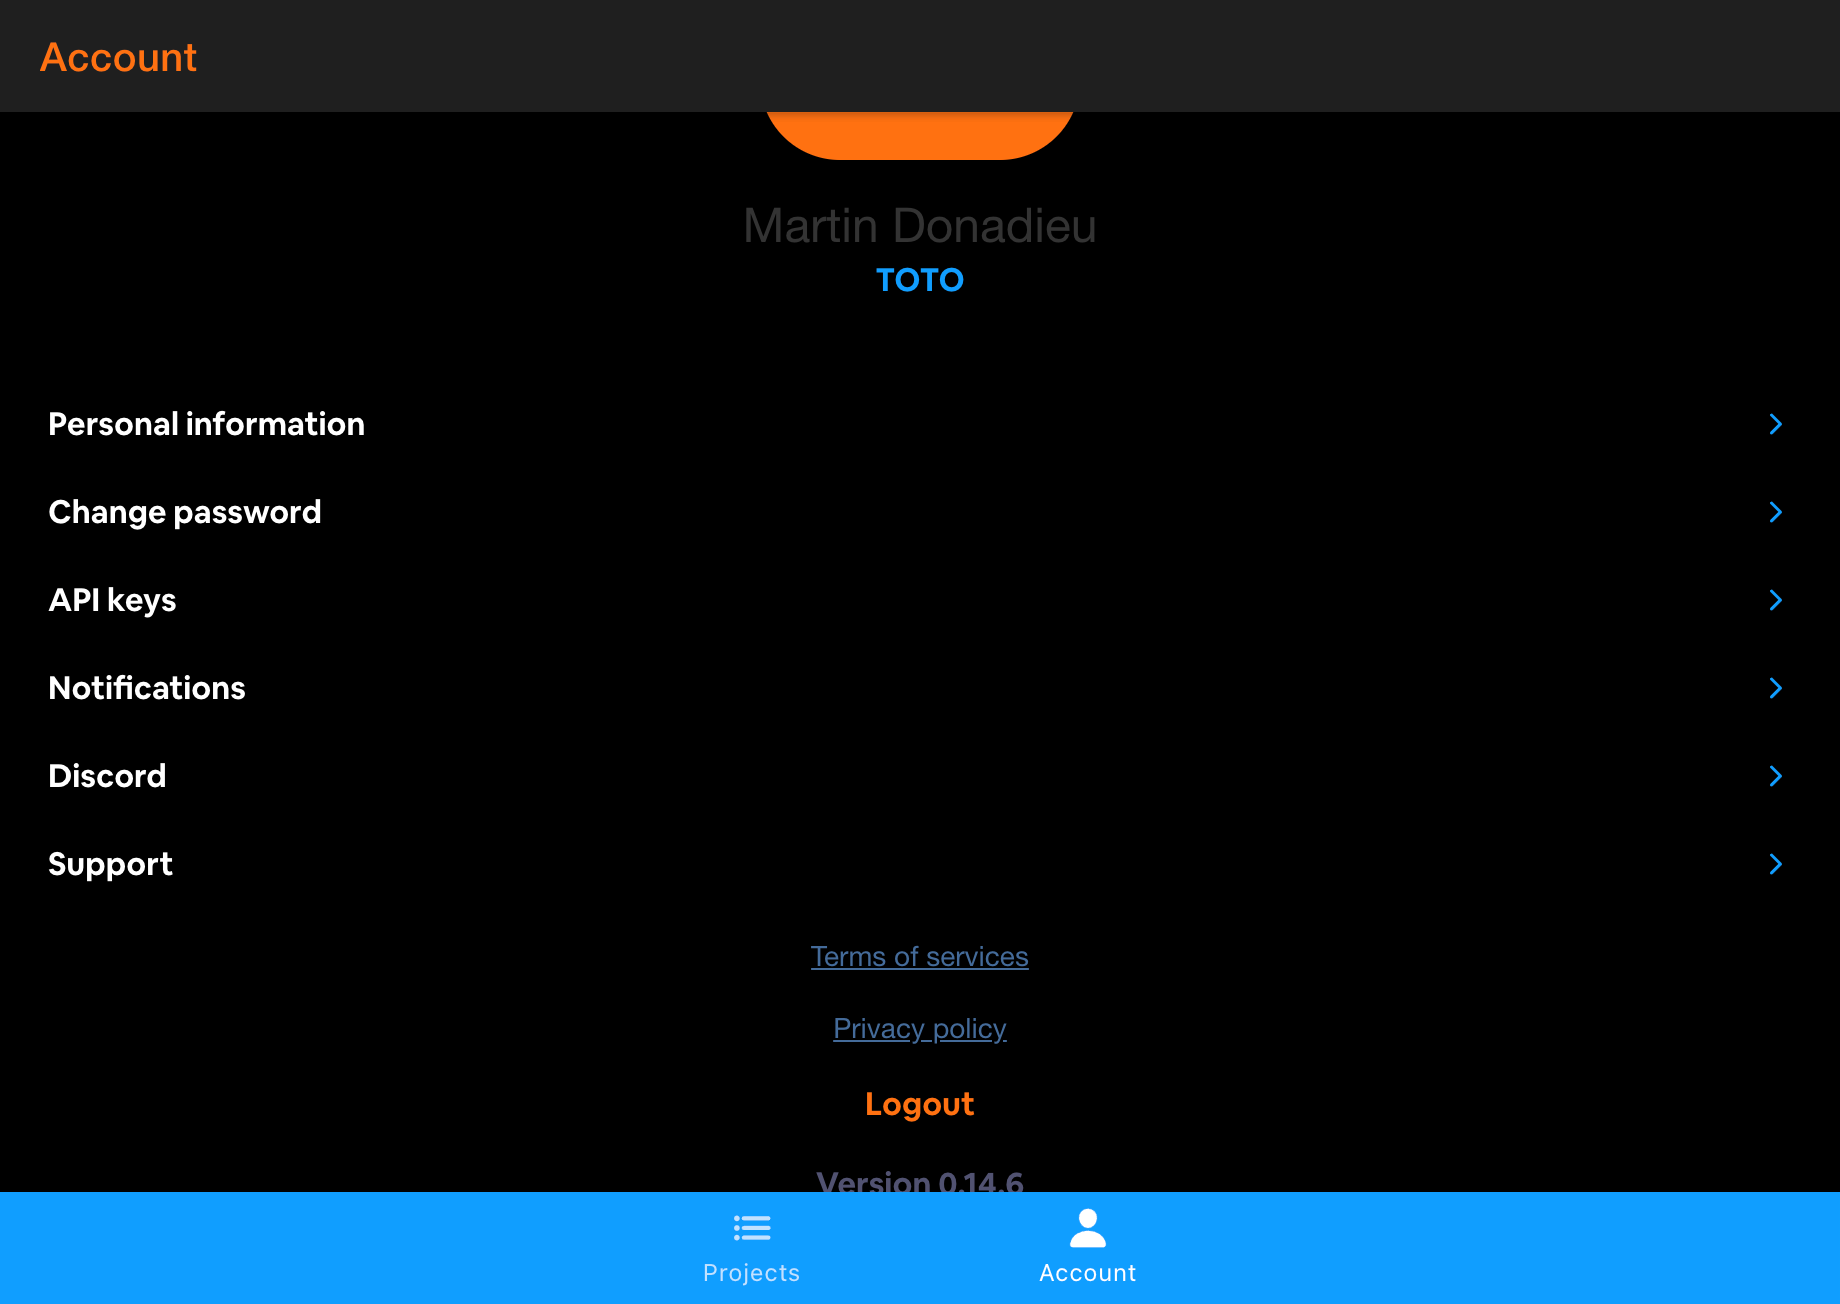 Account
Martin Donadieu
TOTO
Personal information
Change password
API keys
Notifications
Discord
Support
Terms of services
Privacy policy
Logout
Version 0.14.6
Projects
Account